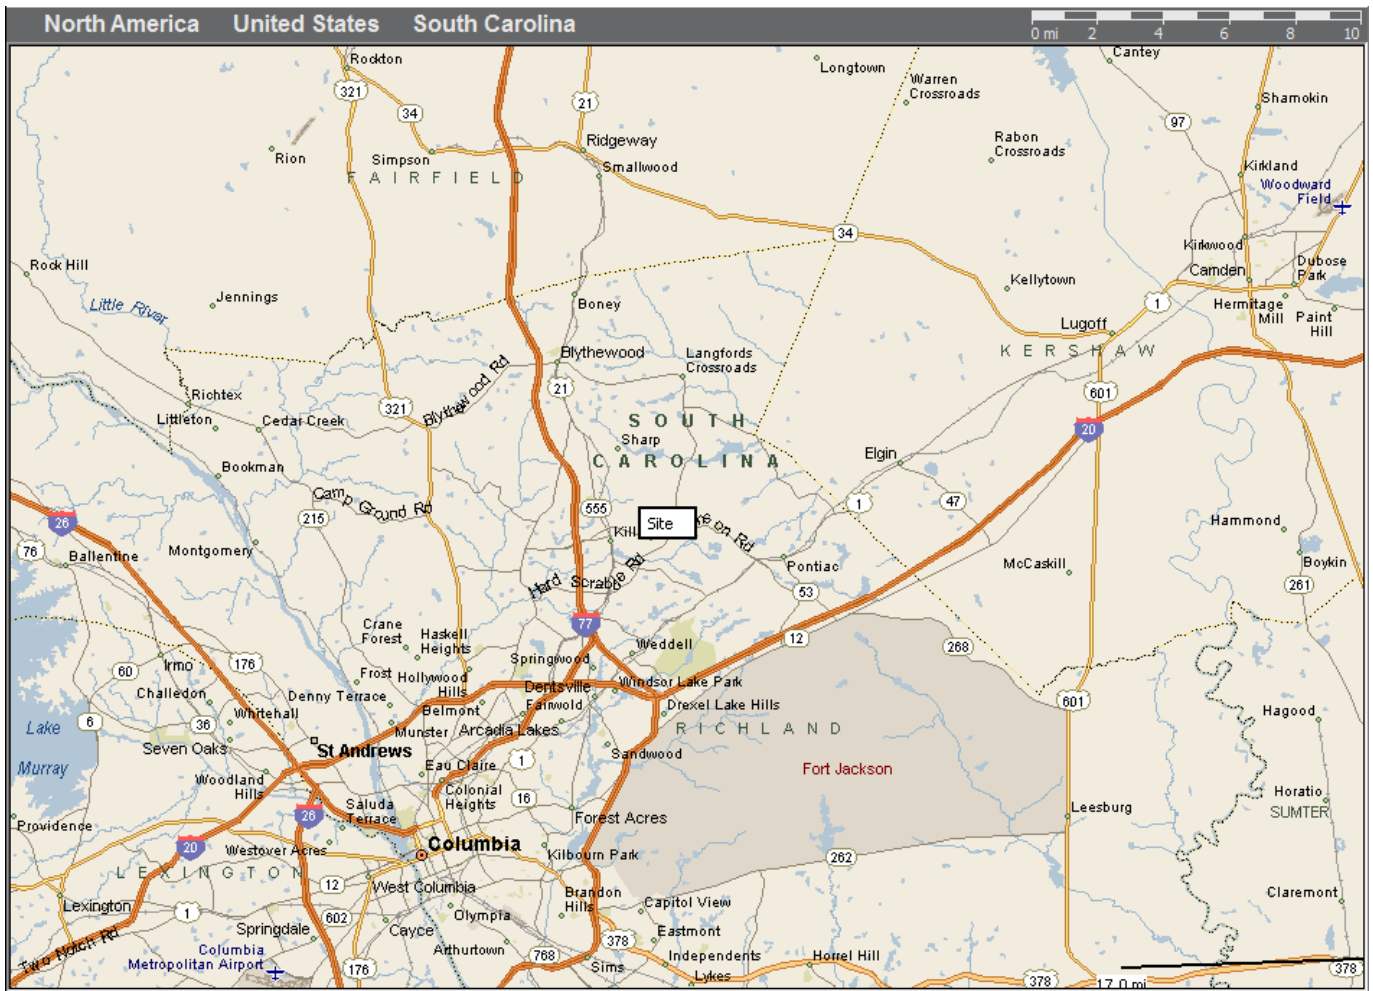 North America United States South Carolina
0 mi 2 4 6 8 10
Rockton
Longtown
Cantey
Warren
Crossroads
321
34
21
Shamokin
97
Rion
Simpson
Ridgeway
Smallwood
Rabon
Crossroads
Kirkland
FAIRFIELD
Woodward
Field
34
Kirkwood
Rock Hill
Camden
Dubose
Park
Kellytown
Jennings
Little River
Boney
1
Hermitage
Mill
Paint
Hill
Lugoff
KERSHAW
Blythewood
Langfords
Crossroads
Blythewood Rd
21
601
Richtex
321
Littleton
Cedar Creek
SOUTH
20
Sharp
CAROLINA
Elgin
Bookman
Camp Ground Rd
1
47
215
555
Site
on Rd
26
Hammond
76
Ballentine
Montgomery
Pontiac
McCaskill
Boykin
Hard Scrabble Rd
53
261
77
Crane
Forest
Haskell
Heights
12
268
Weddell
60
Irmo
176
Springwood
Frost
Hollywood
Hills
Challedon
Denny Terrace
Dentsville
Windsor Lake Park
Fairwold
Drexel Lake Hills
601
6
36
Whitehall
Belmont
Hagood
Lake
Murray
Seven Oaks
Munster
Arcadia Lakes
RICHLAND
St Andrews
Sandwood
Woodland
Hills
Eau Claire
1
Fort Jackson
Colonial
Heights
16
Horatio
Saluda
Terrace
26
Leesburg
SUMTER
Providence
Forest Acres
20
Westover Acres
Columbia
Kilbourn Park
262
LEXINGTON
12
West Columbia
Brandon
Hills
Claremont
Lexington
1
602
Olympia
Capitol View
Springdale
Cayce
Eastmont
Two Notch Rd
Columbia
Metropolitan Airport
Arthurtown
378
768
Independents
Horrel Hill
176
Sims
Lykes
378
17.0 mi
378